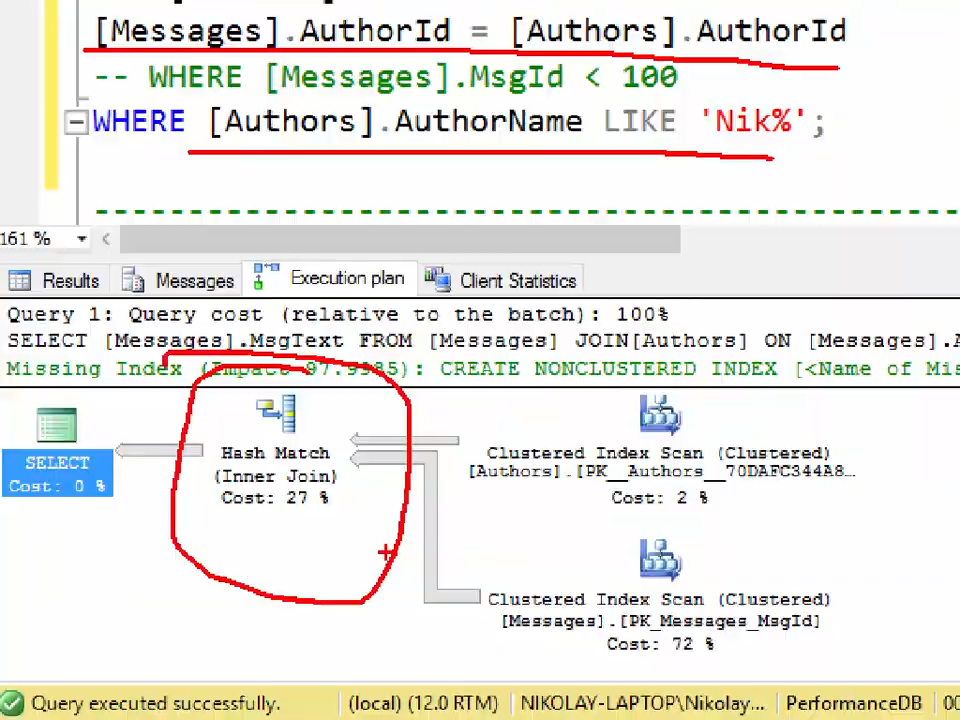 [Messages].AuthorId = [Authors].AuthorId
-- WHERE [Messages].MsgId < 100
WHERE [Authors].AuthorName LIKE 'Nik%';
--------------------------------------------------
161 %
Results Messages Execution plan Client Statistics
Query 1: Query cost (relative to the batch): 100%
SELECT [Messages].MsgText FROM [Messages] JOIN[Authors] ON [Messages].A
Missing Index (Impact 97.9985): CREATE NONCLUSTERED INDEX [<Name of Mis
SELECT
Cost: 0 %
Hash Match
(Inner Join)
Cost: 27 %
Clustered Index Scan (Clustered)
[Authors].[PK__Authors__70DAFC344A8…
Cost: 2 %
Clustered Index Scan (Clustered)
[Messages].[PK_Messages_MsgId]
Cost: 72 %
Query executed successfully. (local) (12.0 RTM) NIKOLAY-LAPTOP\Nikolay... PerformanceDB 00